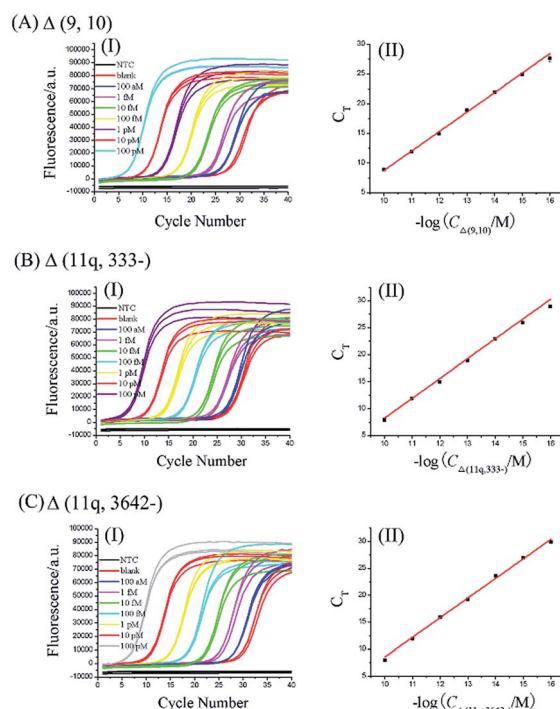 (A) Δ (9, 10)
(I)
Fluorescence/a.u.
100000
90000
80000
70000
60000
50000
40000
30000
20000
10000
0
-10000
NTC
blank
100 aM
1 fM
10 fM
100 fM
1 pM
10 pM
100 pM
0 5 10 15 20 25 30 35 40
Cycle Number
(II)
C_T
30
25
20
15
10
5
10 11 12 13 14 15 16
-log(C_Δ(9,10)/M)
(B) Δ (11q, 333-)
(I)
Fluorescence/a.u.
100000
90000
80000
70000
60000
50000
40000
30000
20000
10000
0
-10000
NTC
blank
100 aM
1 fM
10 fM
100 fM
1 pM
10 pM
100 pM
0 5 10 15 20 25 30 35 40
Cycle Number
(II)
C_T
30
25
20
15
10
5
10 11 12 13 14 15 16
-log(C_Δ(11q,333-)/M)
(C) Δ (11q, 3642-)
(I)
Fluorescence/a.u.
100000
90000
80000
70000
60000
50000
40000
30000
20000
10000
0
-10000
NTC
blank
100 aM
1 fM
10 fM
100 fM
1 pM
10 pM
100 pM
0 5 10 15 20 25 30 35 40
Cycle Number
(II)
C_T
30
25
20
15
10
5
10 11 12 13 14 15 16